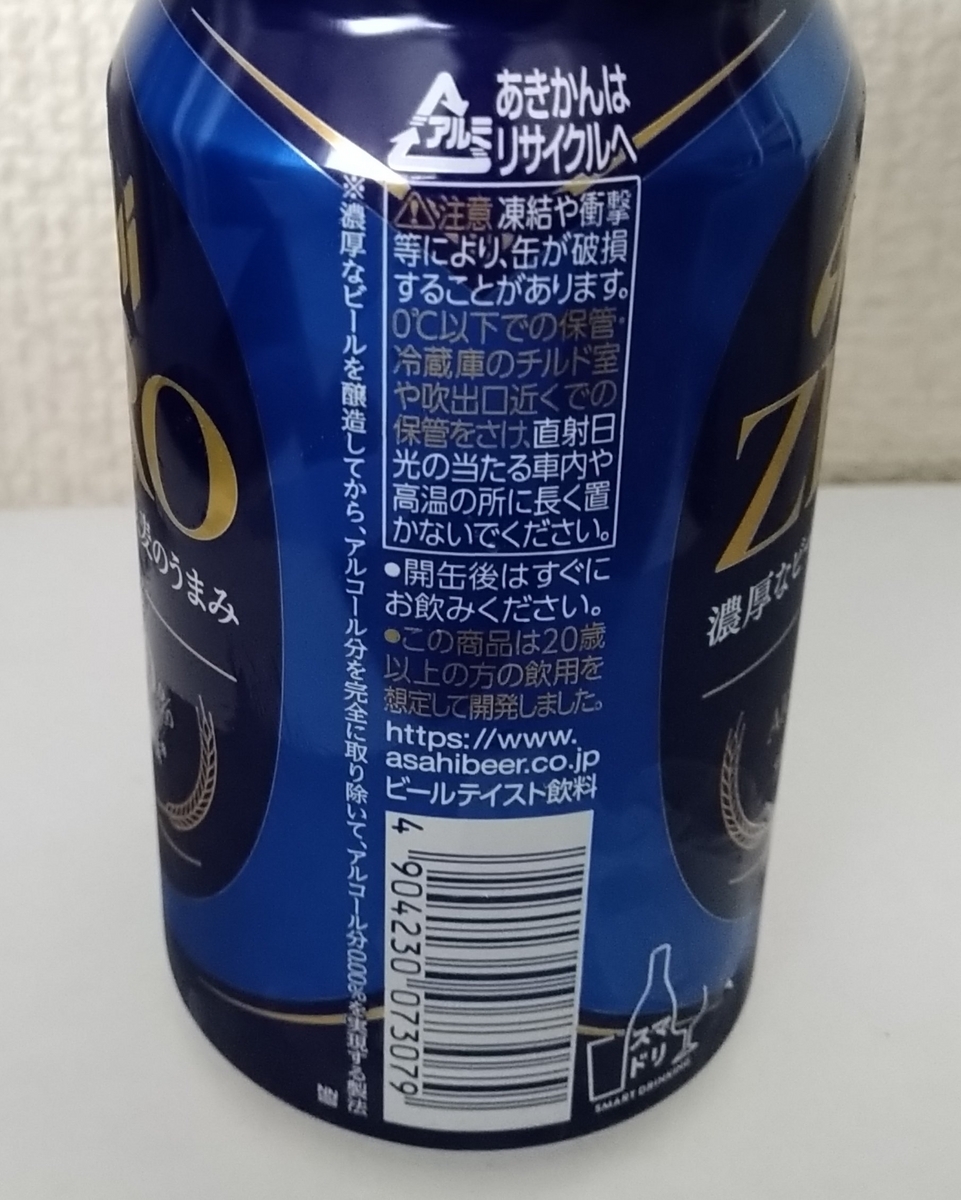 アルミ
あきかんは
リサイクルへ
注意 凍結や衝撃
等により、缶が破損
することがあります。
0℃以下での保管・
冷蔵庫のチルド室
や吹出口近くでの
保管をさけ、直射日
光の当たる車内や
高温の所に長く置
かないでください。
●開缶後はすぐに
お飲みください。
●この商品は20歳
以上の方の飲用を
想定して開発しました。
https://www.
asahibeer.co.jp
ビールテイスト飲料
4 904230 073079
※濃厚なビールを醸造してから、アルコール分を完全に取り除いて、アルコール分0.00%を実現する製法
RO
麦のうまみ
濃厚なビ
スマ
ドリ
SMART DRINKING